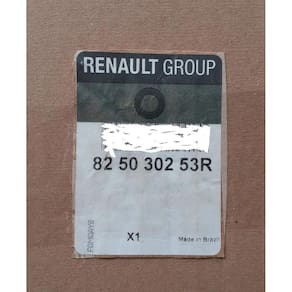 RENAULT GROUP
82 50 302 53R
X1
Made in Brazil